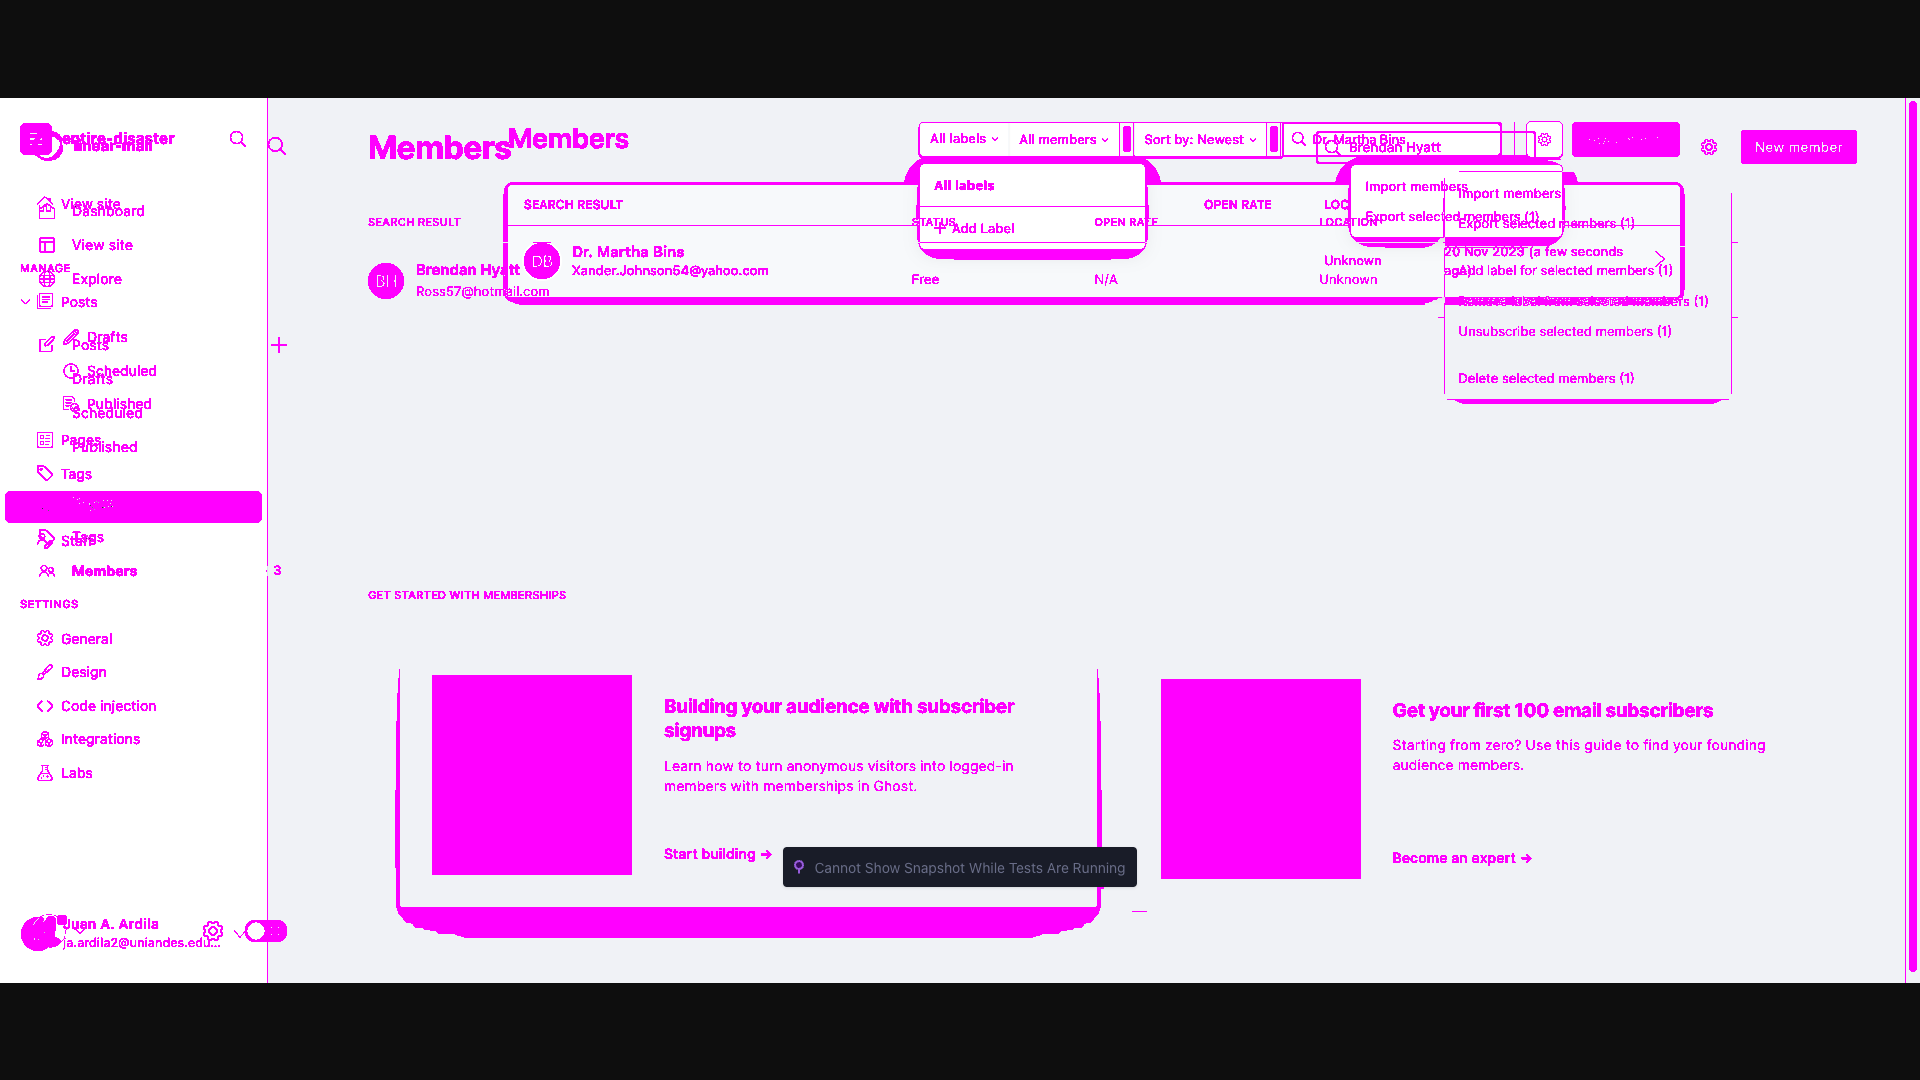 entire-disaster
linear-mail
Members
Members
All labels
All members
Sort by: Newest
Dr. Martha Bins
Brendan Hyatt
New member
View site
Dashboard
View site
MANAGE
Explore
Posts
Drafts
Posts
Scheduled
Drafts
Published
Scheduled
Pages
Published
Tags
Tags
Staff
Members
3
SETTINGS
General
Design
Code injection
Integrations
Labs
Juan A. Ardila
ja.ardila2@uniandes.edu...
All labels
+ Add Label
Import members
Export selected members (1)
Import members
Export selected members (1)
Add label for selected members (1)
Unsubscribe selected members (1)
Delete selected members (1)
SEARCH RESULT
OPEN RATE
SEARCH RESULT
STATUS
OPEN RATE
LOCATION
DB
Dr. Martha Bins
Xander.Johnson54@yahoo.com
Unknown
20 Nov 2023 (a few seconds
ago)
BH
Brendan Hyatt
Ross57@hotmail.com
Free
N/A
Unknown
GET STARTED WITH MEMBERSHIPS
Building your audience with subscriber
signups
Learn how to turn anonymous visitors into logged-in
members with memberships in Ghost.
Start building →
Get your first 100 email subscribers
Starting from zero? Use this guide to find your founding
audience members.
Become an expert →
Cannot Show Snapshot While Tests Are Running